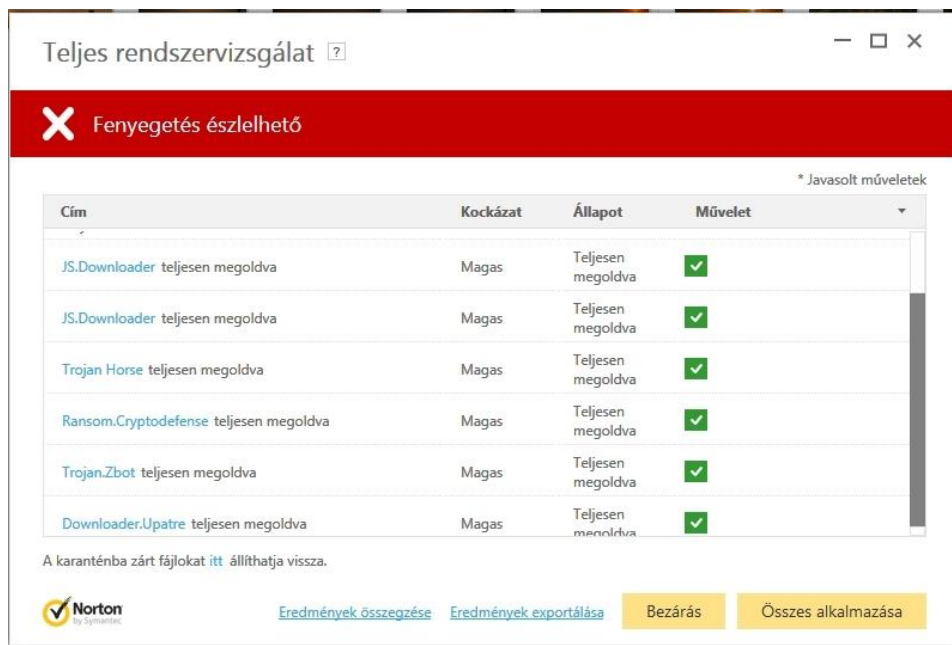 Teljes rendszervizsgálat ?
Fenyegetés észlelhető
* Javasolt műveletek
Cím Kockázat Állapot Művelet
JS.Downloader teljesen megoldva Magas Teljesen megoldva
JS.Downloader teljesen megoldva Magas Teljesen megoldva
Trojan Horse teljesen megoldva Magas Teljesen megoldva
Ransom.Cryptodefense teljesen megoldva Magas Teljesen megoldva
Trojan.Zbot teljesen megoldva Magas Teljesen megoldva
Downloader.Upatre teljesen megoldva Magas Teljesen megoldva
A karanténba zárt fájlokat itt állíthatja vissza.
Norton
by Symantec
Eredmények összegzése Eredmények exportálása Bezárás Összes alkalmazása